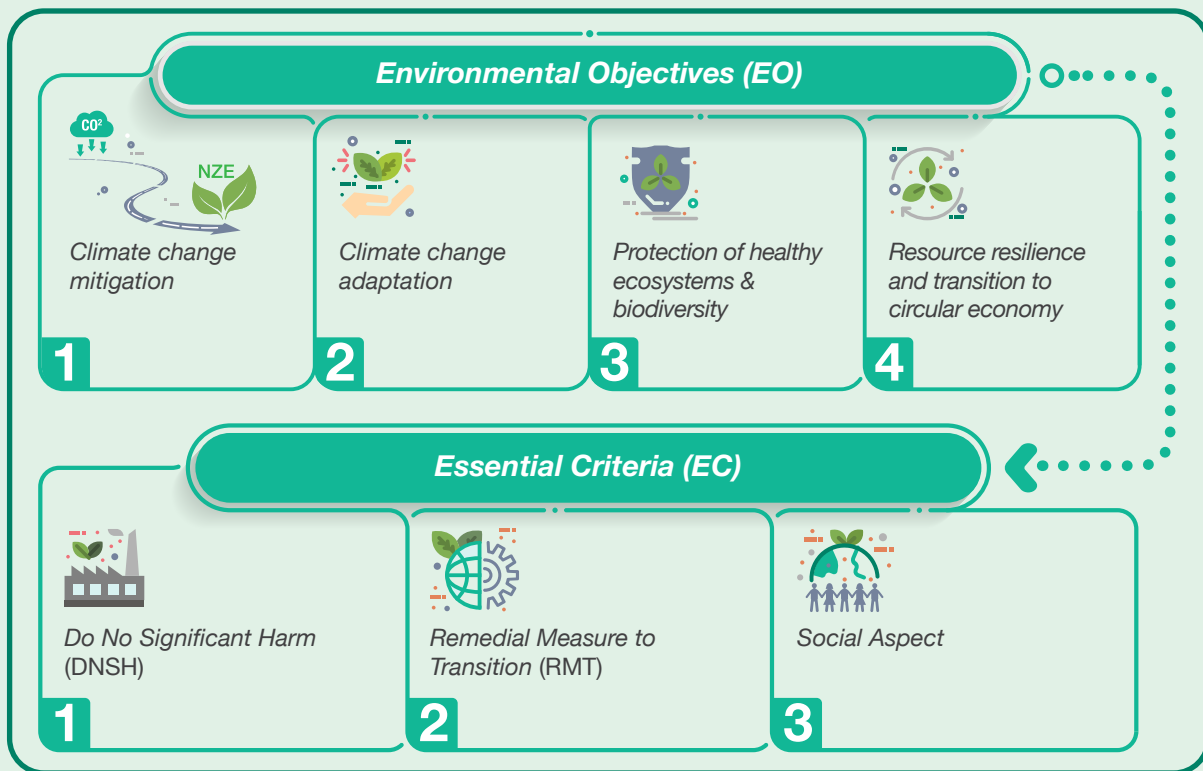 Environmental Objectives (EO)
CO²
NZE
Climate change
mitigation
1
Climate change
adaptation
2
Protection of healthy
ecosystems &
biodiversity
3
Resource resilience
and transition to
circular economy
4
Essential Criteria (EC)
Do No Significant Harm
(DNSH)
1
Remedial Measure to
Transition (RMT)
2
Social Aspect
3